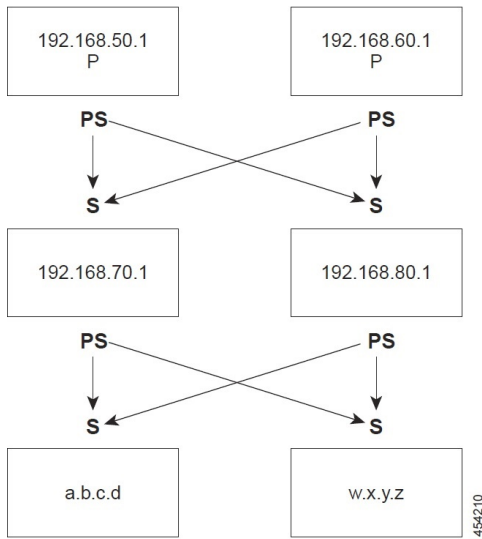 192.168.50.1
P
192.168.60.1
P
PS
PS
S
S
192.168.70.1
192.168.80.1
PS
PS
S
S
a.b.c.d
w.x.y.z
454210